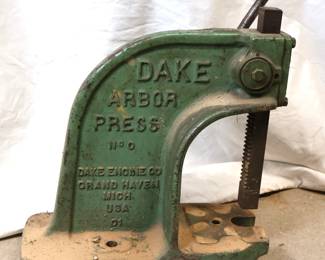 DAKE
ARBOR
PRESS
No 0
DAKE ENGINE CO
GRAND HAVEN
MICH
USA
01